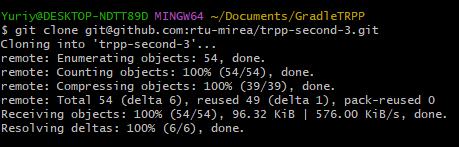 Yuriy@DESKTOP-NDTT89D MINGW64 ~/Documents/GradleTRPP
$ git clone git@github.com:rtu-mirea/trpp-second-3.git
Cloning into 'trpp-second-3'...
remote: Enumerating objects: 54, done.
remote: Counting objects: 100% (54/54), done.
remote: Compressing objects: 100% (39/39), done.
remote: Total 54 (delta 6), reused 49 (delta 1), pack-reused 0
Receiving objects: 100% (54/54), 96.32 KiB | 576.00 KiB/s, done.
Resolving deltas: 100% (6/6), done.